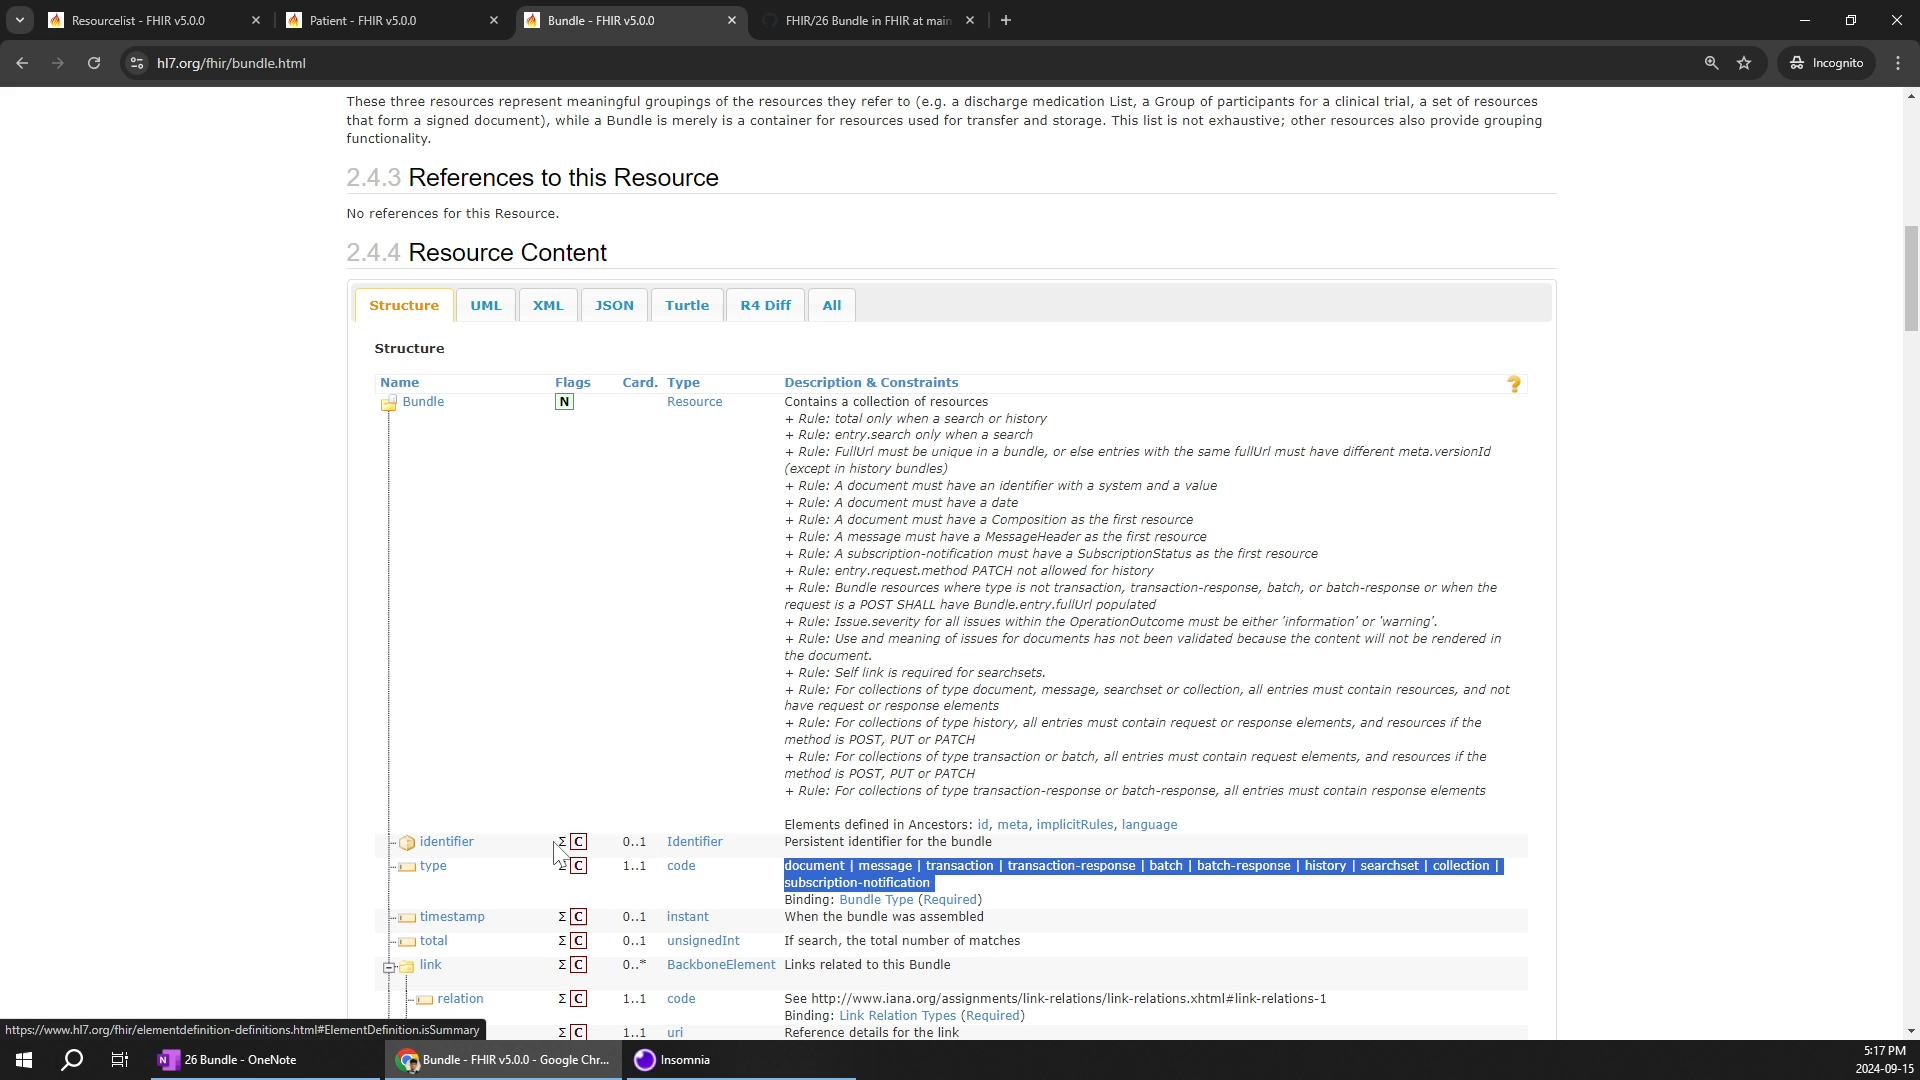 Resourcelist - FHIR v5.0.0
Patient - FHIR v5.0.0
Bundle - FHIR v5.0.0
FHIR/26 Bundle in FHIR at main
hl7.org/fhir/bundle.html
Incognito
These three resources represent meaningful groupings of the resources they refer to (e.g. a discharge medication List, a Group of participants for a clinical trial, a set of resources
that form a signed document), while a Bundle is merely is a container for resources used for transfer and storage. This list is not exhaustive; other resources also provide grouping
functionality.
2.4.3 References to this Resource
No references for this Resource.
2.4.4 Resource Content
Structure UML XML JSON Turtle R4 Diff All
Structure
Name Flags Card. Type Description & Constraints ?
Bundle N Resource Contains a collection of resources
+ Rule: total only when a search or history
+ Rule: entry.search only when a search
+ Rule: FullUrl must be unique in a bundle, or else entries with the same fullUrl must have different meta.versionId
(except in history bundles)
+ Rule: A document must have an identifier with a system and a value
+ Rule: A document must have a date
+ Rule: A document must have a Composition as the first resource
+ Rule: A message must have a MessageHeader as the first resource
+ Rule: A subscription-notification must have a SubscriptionStatus as the first resource
+ Rule: entry.request.method PATCH not allowed for history
+ Rule: Bundle resources where type is not transaction, transaction-response, batch, or batch-response or when the
request is a POST SHALL have Bundle.entry.fullUrl populated
+ Rule: Issue.severity for all issues within the OperationOutcome must be either 'information' or 'warning'.
+ Rule: Use and meaning of issues for documents has not been validated because the content will not be rendered in
the document.
+ Rule: Self link is required for searchsets.
+ Rule: For collections of type document, message, searchset or collection, all entries must contain resources, and not
have request or response elements
+ Rule: For collections of type history, all entries must contain request or response elements, and resources if the
method is POST, PUT or PATCH
+ Rule: For collections of type transaction or batch, all entries must contain request elements, and resources if the
method is POST, PUT or PATCH
+ Rule: For collections of type transaction-response or batch-response, all entries must contain response elements
Elements defined in Ancestors: id, meta, implicitRules, language
identifier Σ C 0..1 Identifier Persistent identifier for the bundle
type Σ C 1..1 code document | message | transaction | transaction-response | batch | batch-response | history | searchset | collection |
subscription-notification
Binding: Bundle Type (Required)
timestamp Σ C 0..1 instant When the bundle was assembled
total Σ C 0..1 unsignedInt If search, the total number of matches
link Σ C 0..* BackboneElement Links related to this Bundle
relation Σ C 1..1 code See http://www.iana.org/assignments/link-relations/link-relations.xhtml#link-relations-1
Binding: Link Relation Types (Required)
Σ C 1..1 uri Reference details for the link
https://www.hl7.org/fhir/elementdefinition-definitions.html#ElementDefinition.isSummary
26 Bundle - OneNote
Bundle - FHIR v5.0.0 - Google Chr...
Insomnia
5:17 PM
2024-09-15